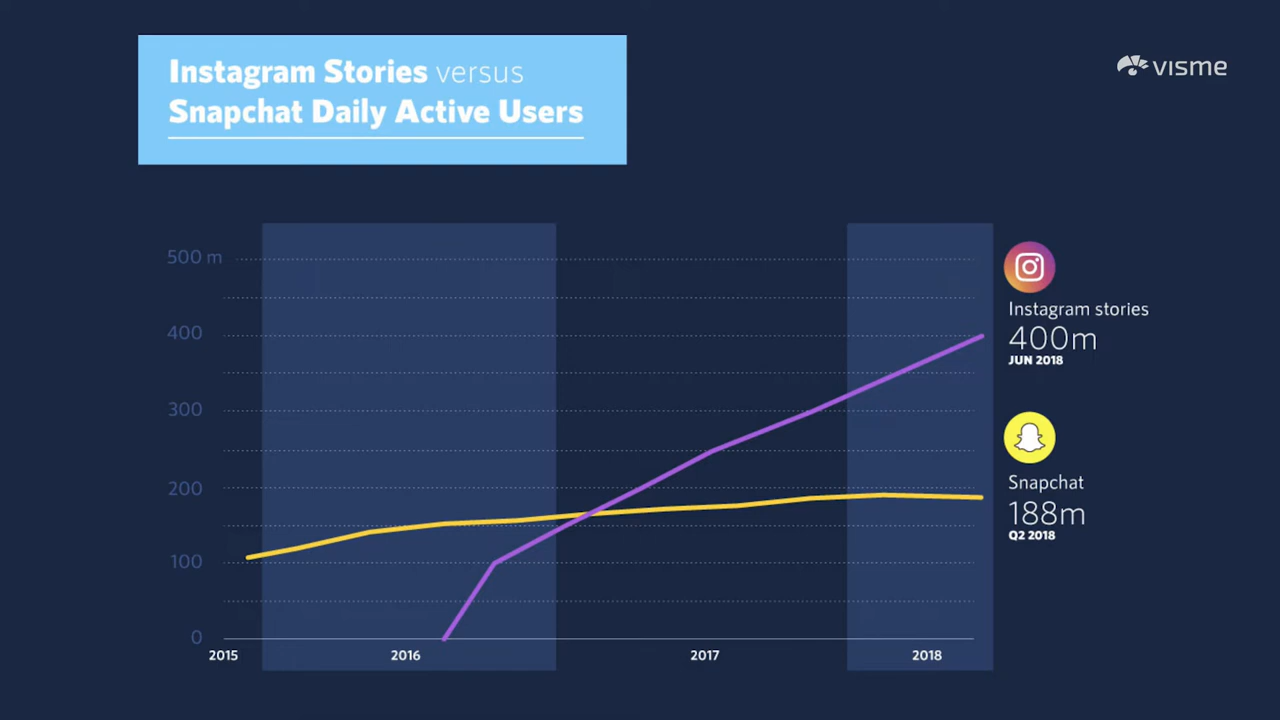 Instagram Stories versus
Snapchat Daily Active Users
visme
500 m
400
300
200
100
0
2015
2016
2017
2018
Instagram stories
400m
JUN 2018
Snapchat
188m
Q2 2018